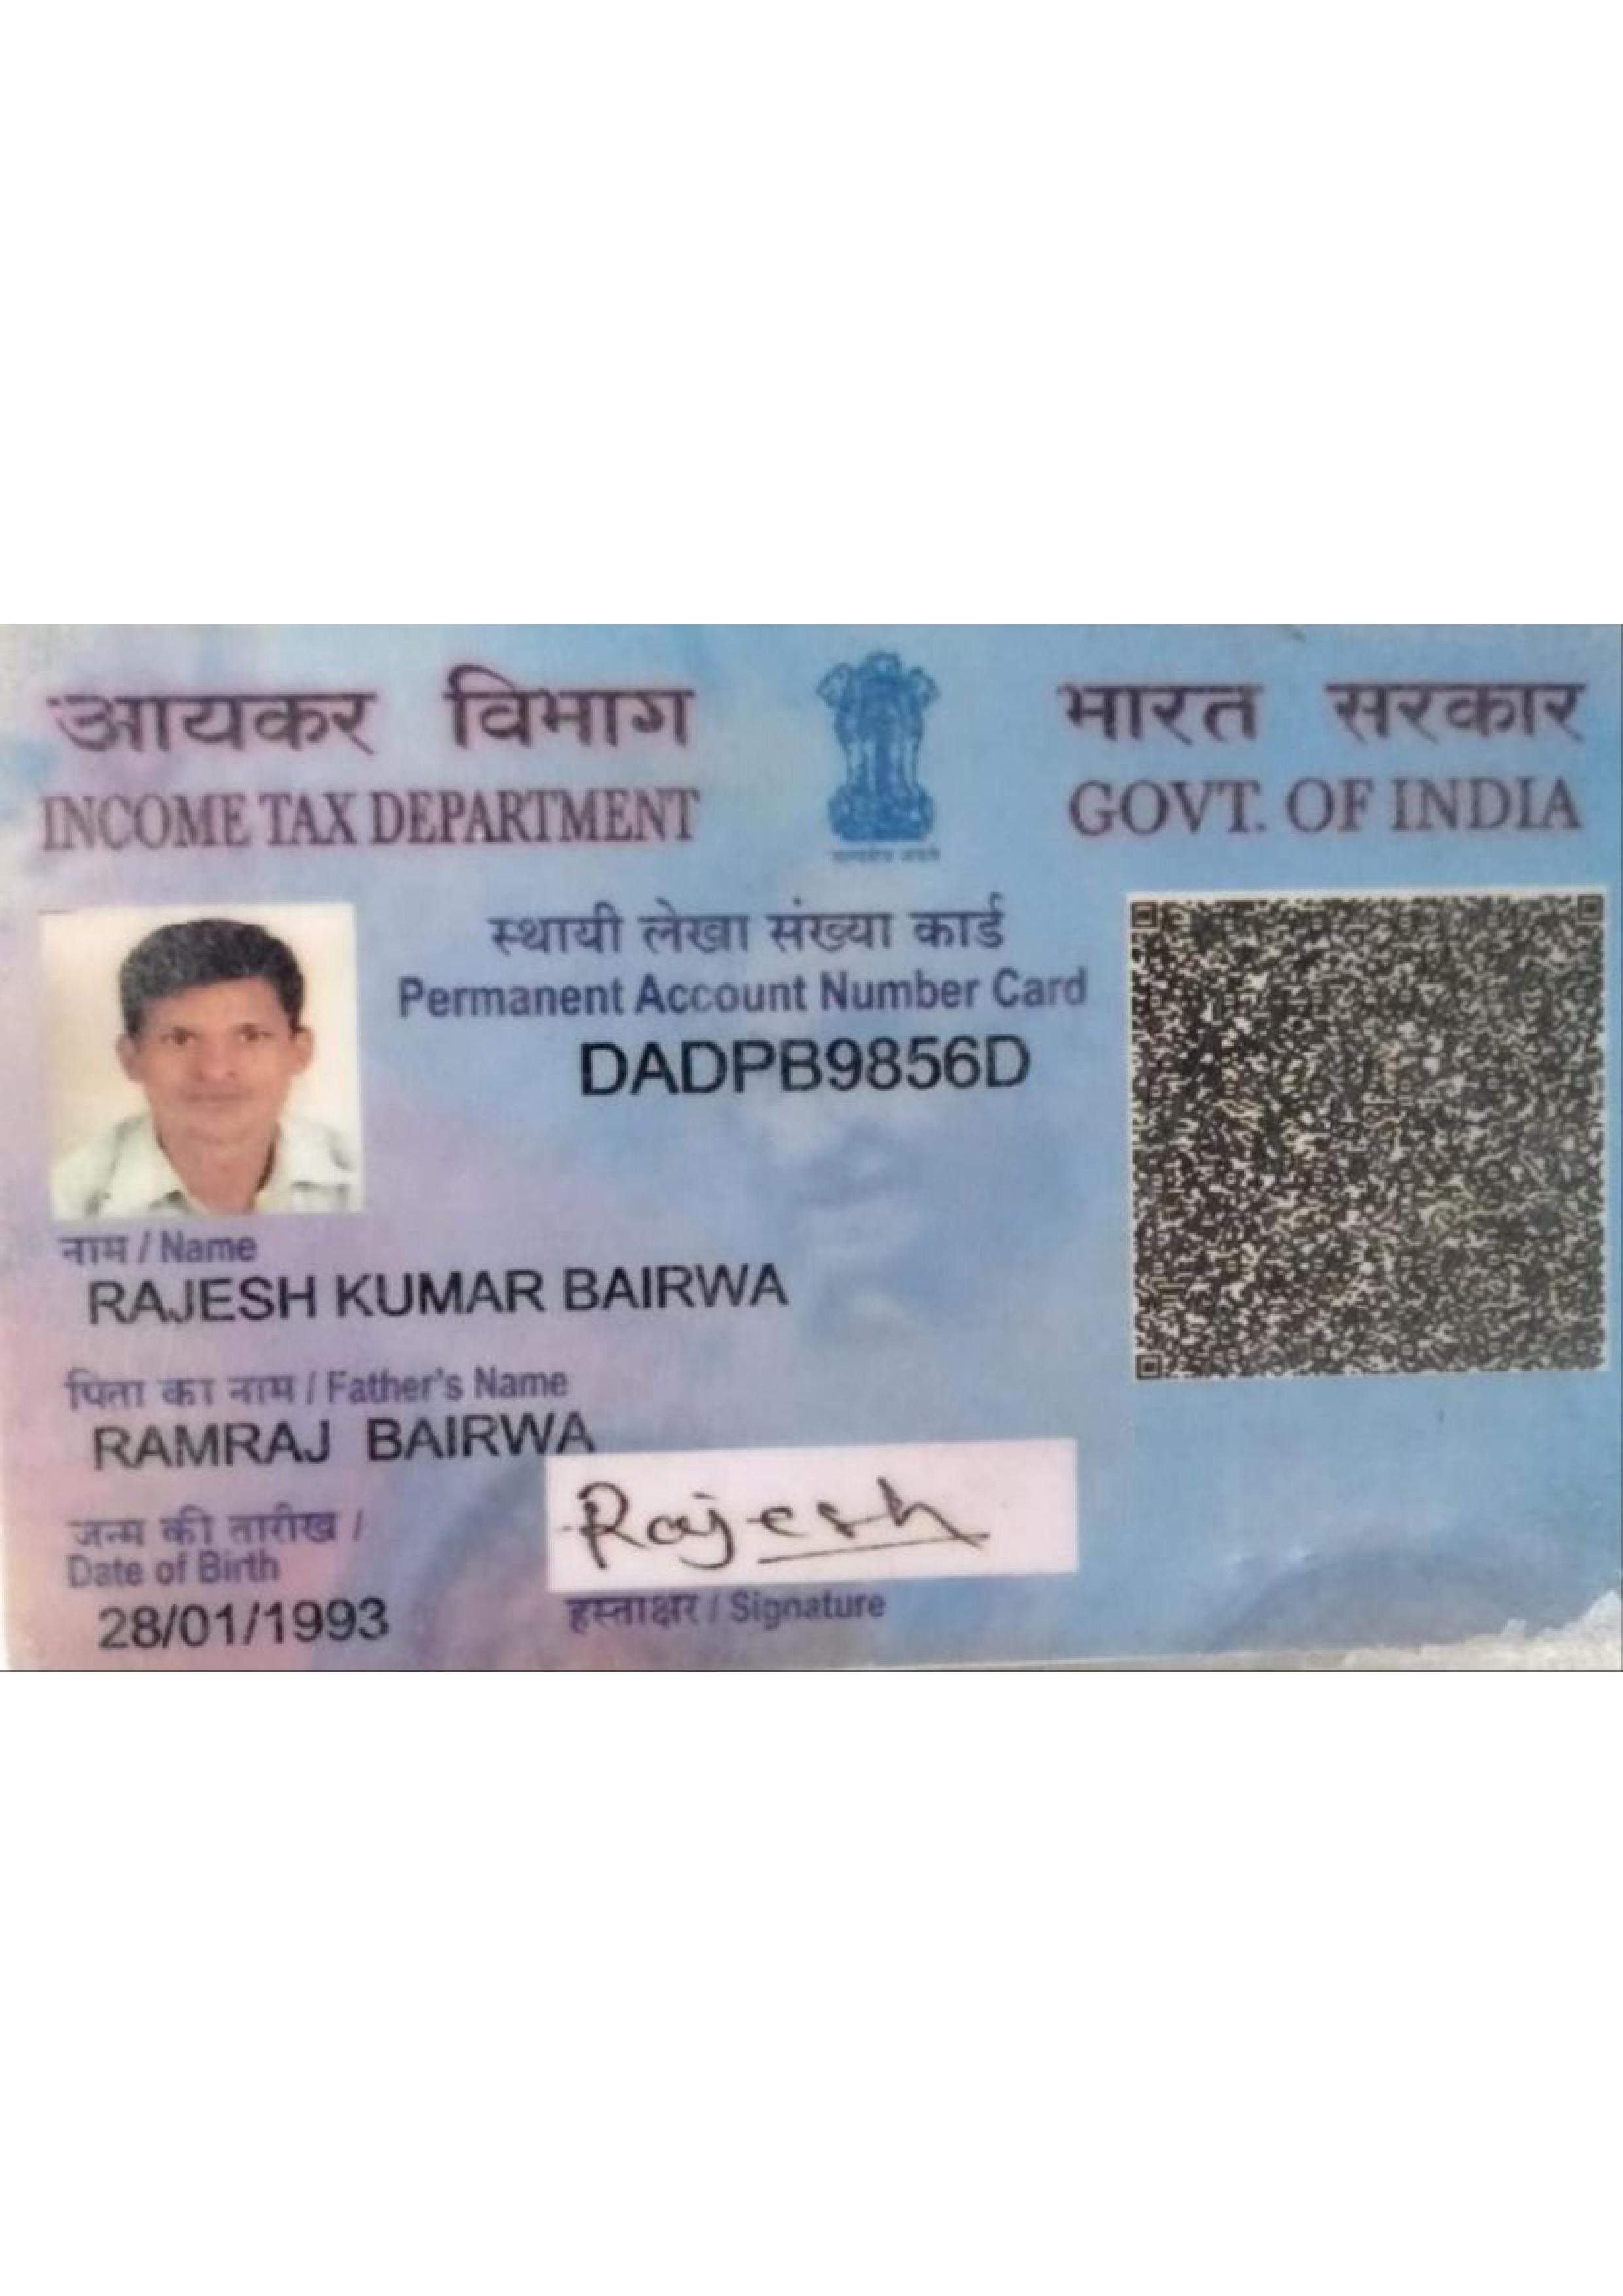 आयकर विभाग
INCOME TAX DEPARTMENT
भारत सरकार
GOVT. OF INDIA
सत्यमेव जयते
स्थायी लेखा संख्या कार्ड
Permanent Account Number Card
DADPB9856D
नाम / Name
RAJESH KUMAR BAIRWA
पिता का नाम / Father's Name
RAMRAJ BAIRWA
जन्म की तारीख /
Date of Birth
28/01/1993
Rajesh
हस्ताक्षर / Signature